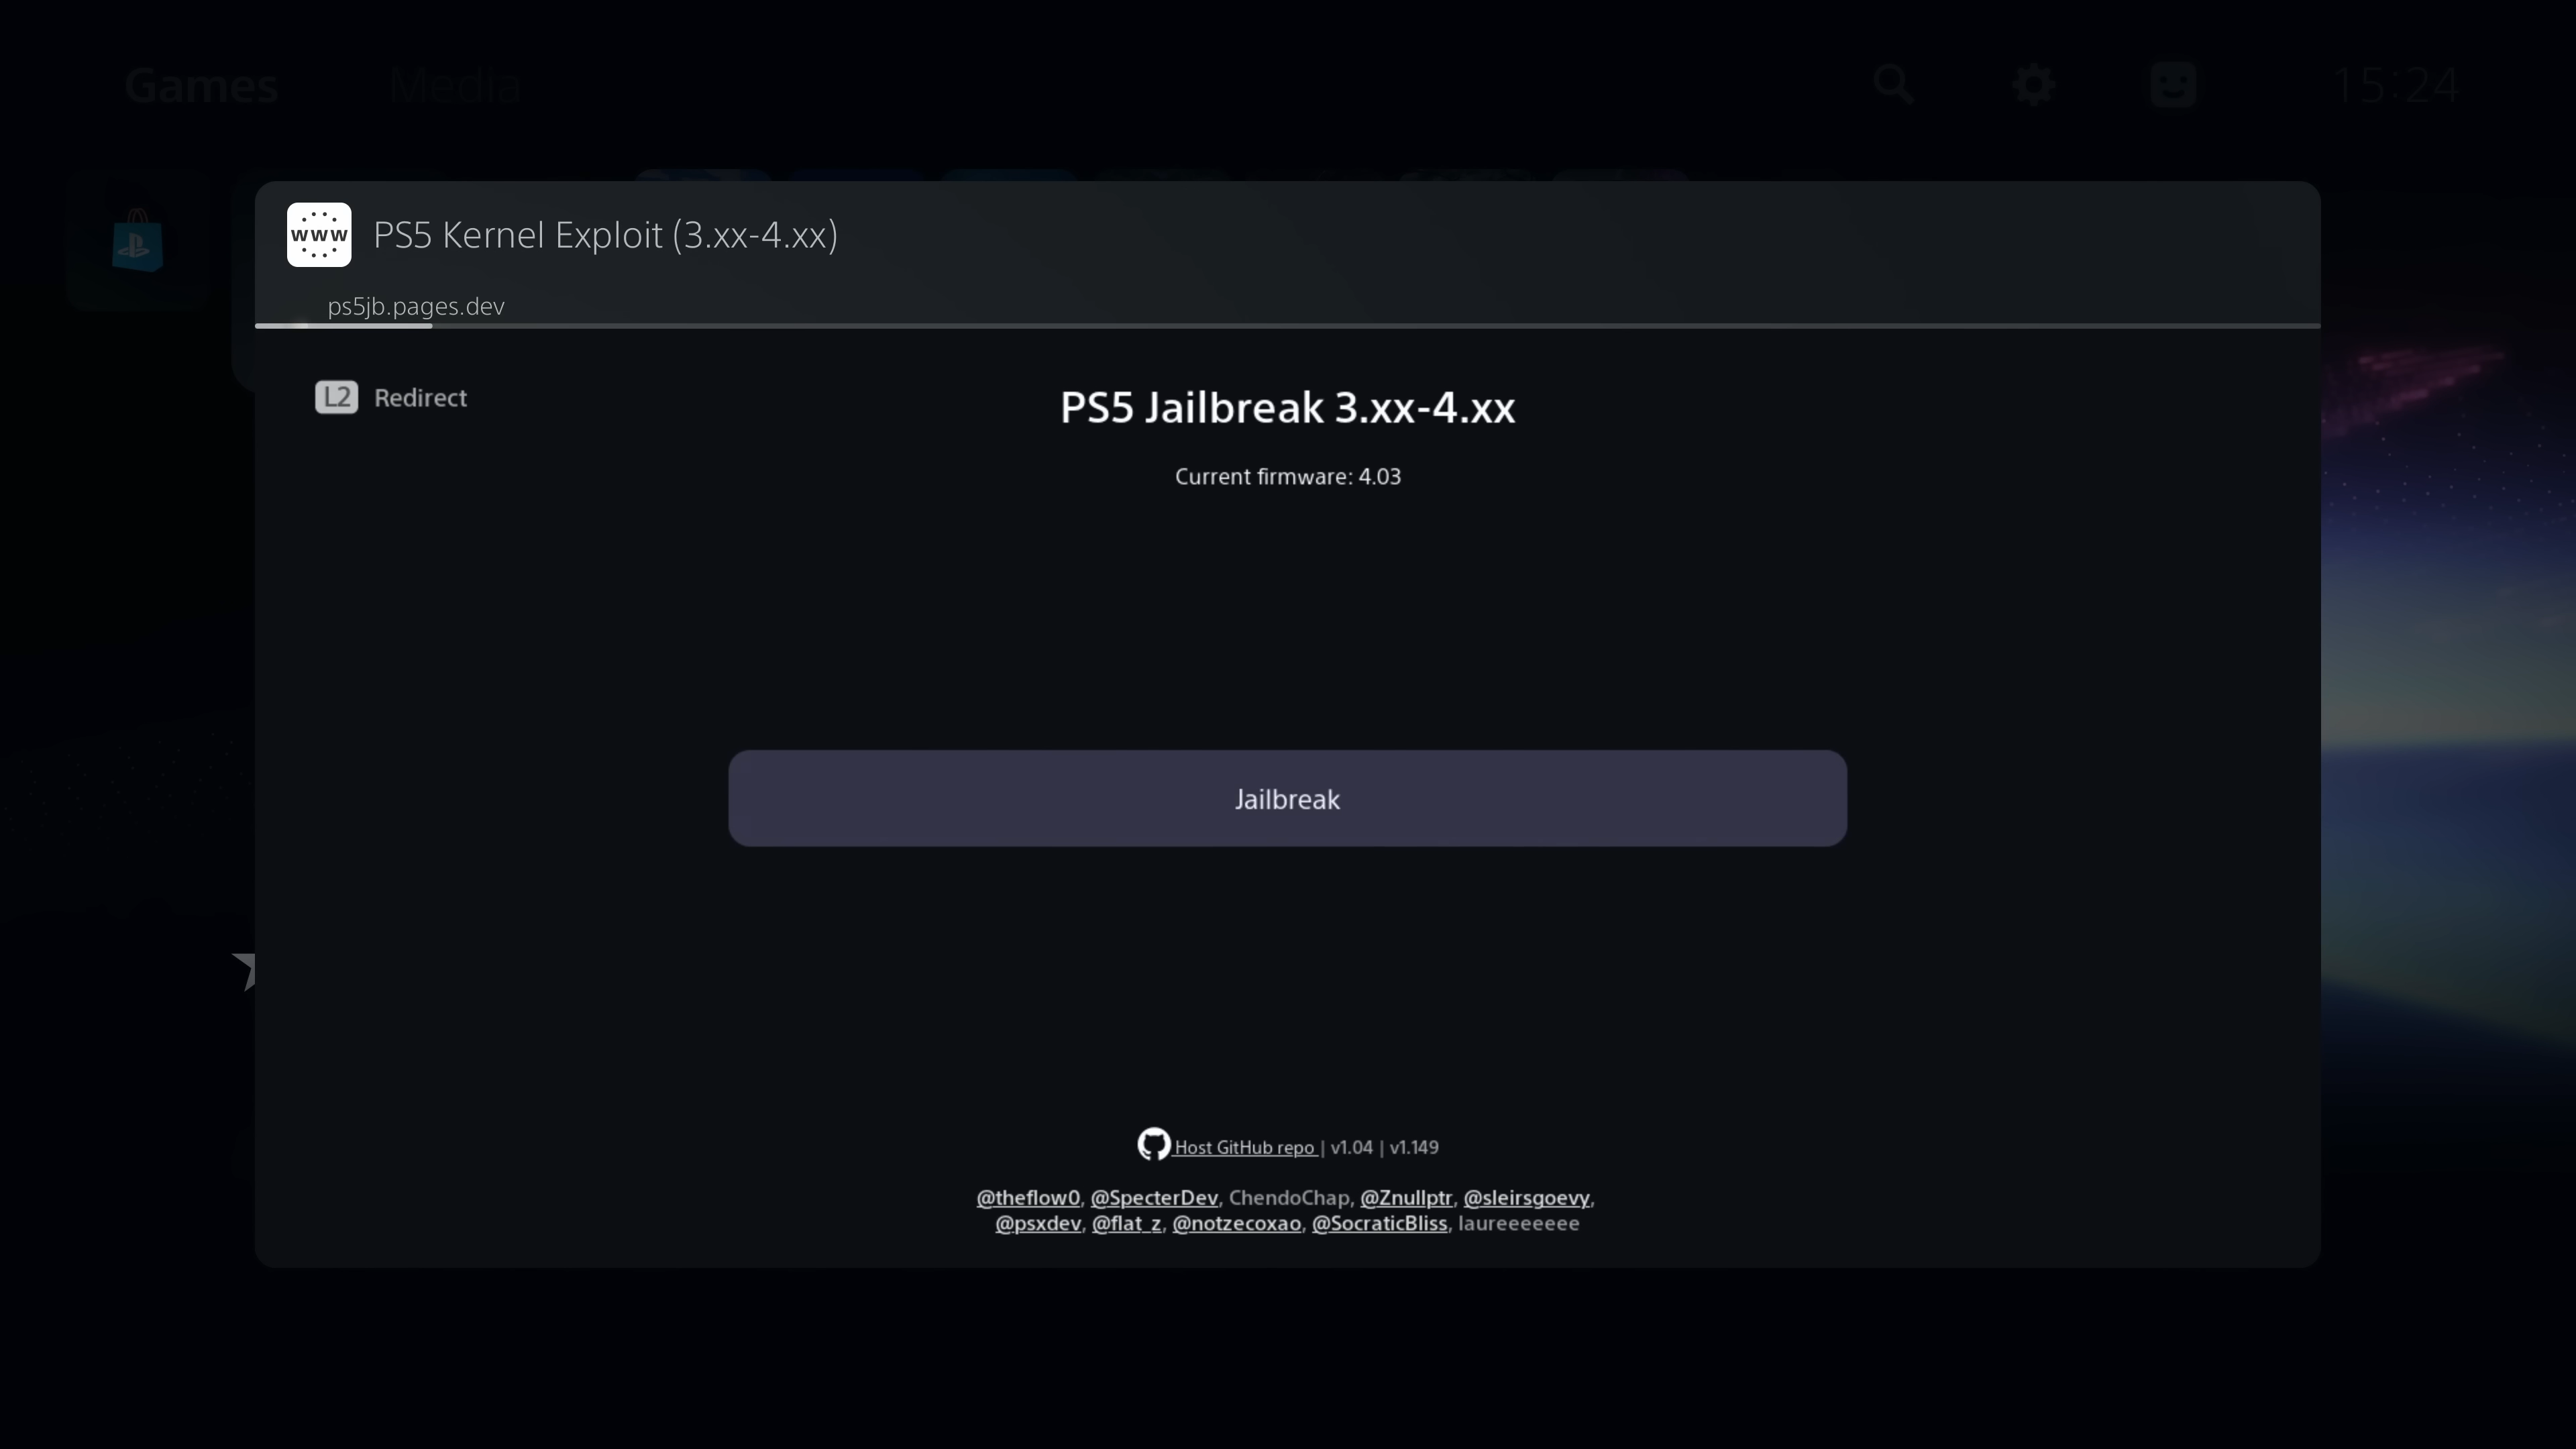 Games Media 15:24
www PS5 Kernel Exploit (3.xx-4.xx)
ps5jb.pages.dev
L2 Redirect
PS5 Jailbreak 3.xx-4.xx
Current firmware: 4.03
Jailbreak
Host GitHub repo | v1.04 | v1.149
@theflow0, @SpecterDev, ChendoChap, @Znullptr, @sleirsgoevy,
@psxdev, @flat_z, @notzecoxao, @SocraticBliss, laureeeeeee